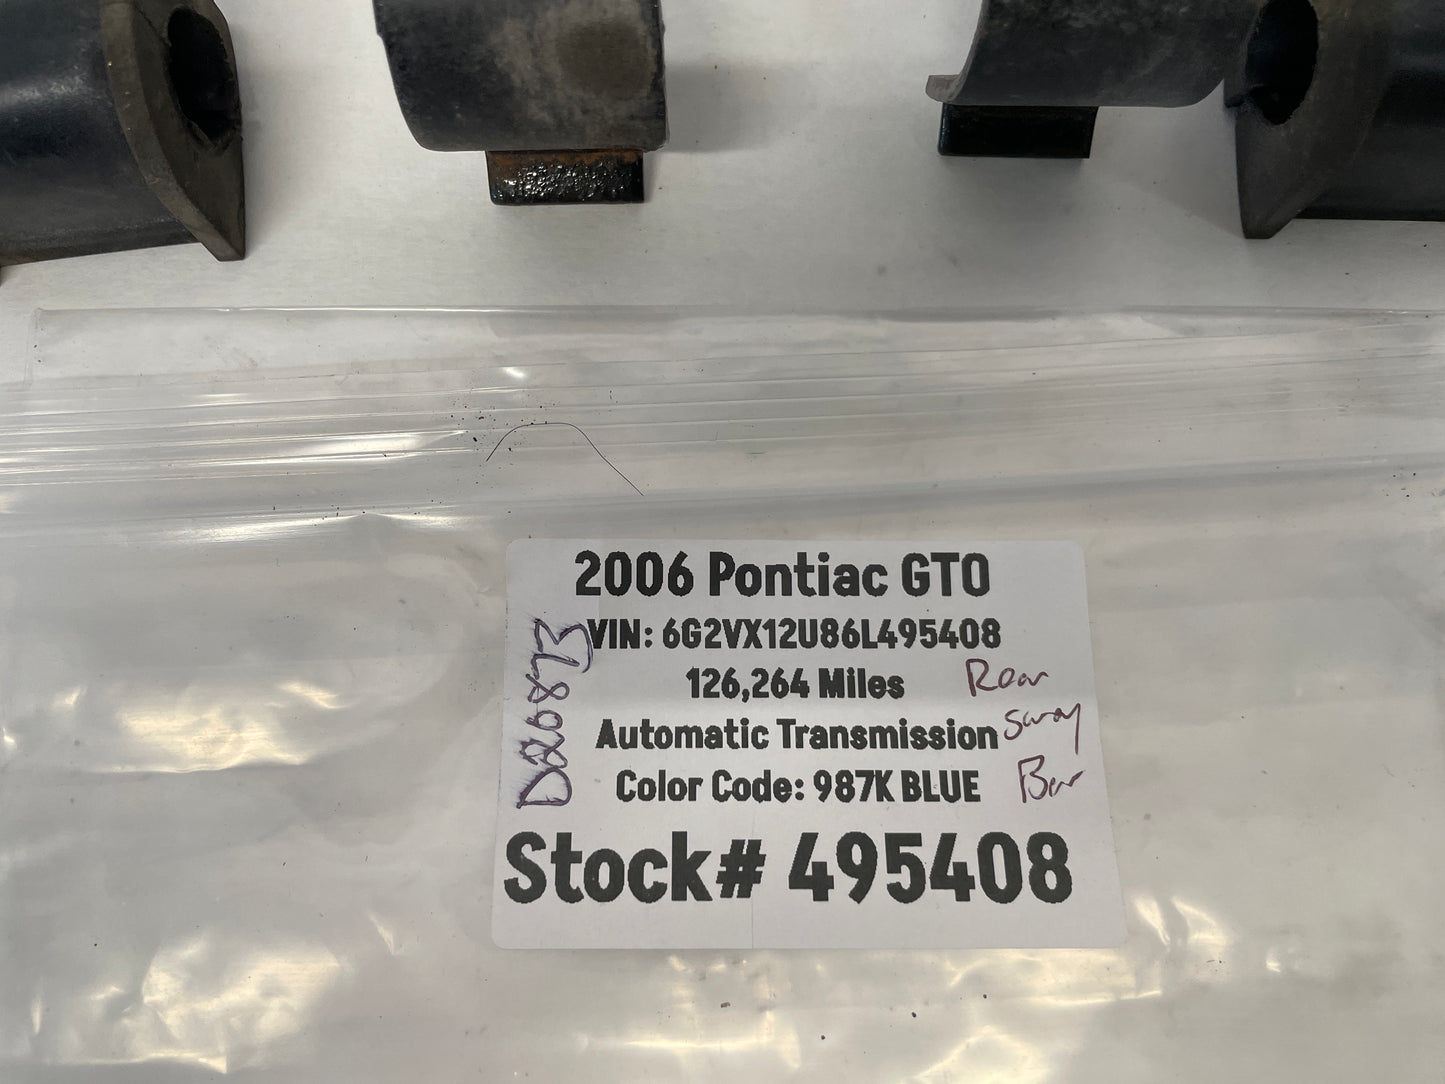 2006 Pontiac GTO
VIN: 6G2VX12U86L495408
126,264 Miles
Automatic Transmission
Color Code: 987K BLUE
Stock# 495408
Rear
Sway
Bar
D20873